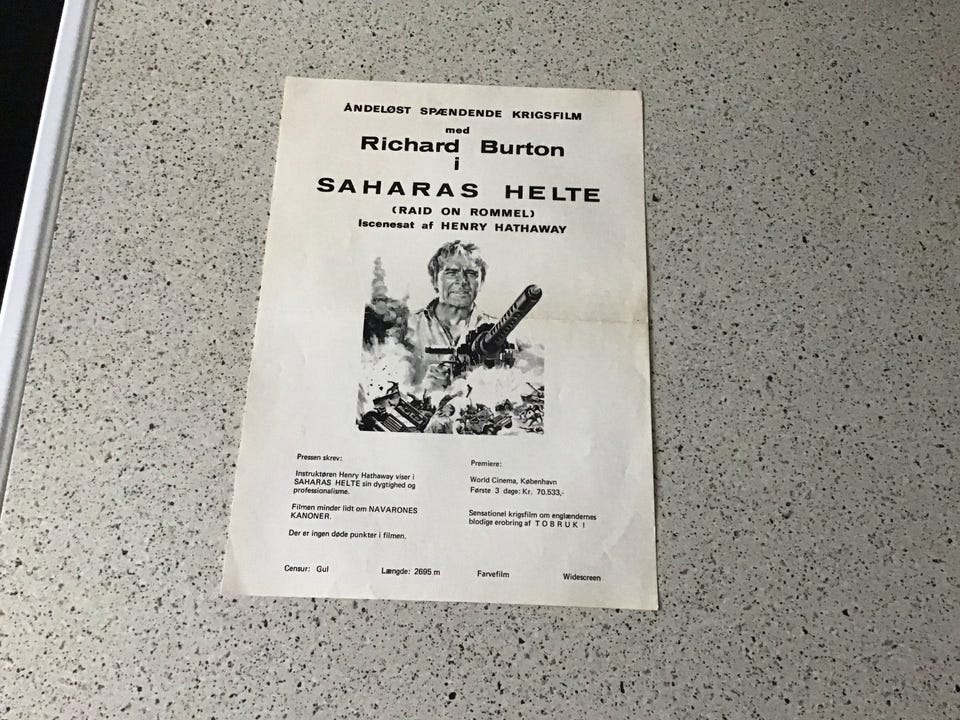 ÅNDELØST SPÆNDENDE KRIGSFILM
med
Richard Burton
i
SAHARAS HELTE
(RAID ON ROMMEL)
Iscenesat af HENRY HATHAWAY
Pressen skrev:
Instruktøren Henry Hathaway viser i
SAHARAS HELTE sin dygtighed og
professionalisme.
Filmen minder lidt om NAVARONES
KANONER.
Der er ingen døde punkter i filmen.
Premiere:
World Cinema, København
Første 3 dage: Kr. 70.533,-
Sensationel krigsfilm om englændernes
blodige erobring af TOBRUK !
Censur: Gul Længde: 2695 m Farvefilm Widescreen